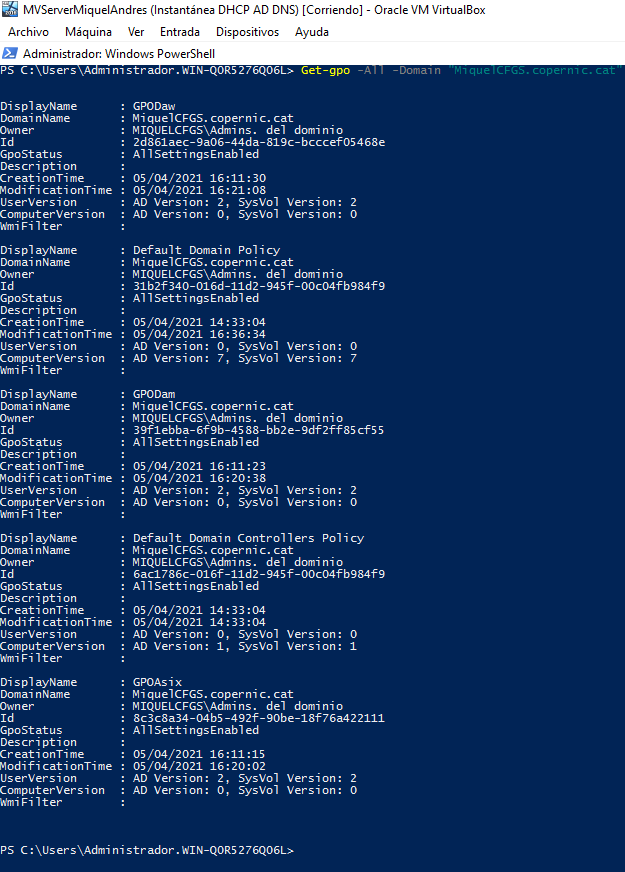 MVServerMiquelAndres (Instantánea DHCP AD DNS) [Corriendo] - Oracle VM VirtualBox
Archivo Máquina Ver Entrada Dispositivos Ayuda
Administrador: Windows PowerShell
PS C:\Users\Administrador.WIN-Q0R5276Q06L> Get-gpo -All -Domain "MiquelCFGS.copernic.cat"
DisplayName : GPODaw
DomainName : MiquelCFGS.copernic.cat
Owner : MIQUELCFGS\Admins. del dominio
Id : 2d861aec-9a06-44da-819c-bcccef05468e
GpoStatus : AllSettingsEnabled
Description :
CreationTime : 05/04/2021 16:11:30
ModificationTime : 05/04/2021 16:21:08
UserVersion : AD Version: 2, SysVol Version: 2
ComputerVersion : AD Version: 0, SysVol Version: 0
WmiFilter :
DisplayName : Default Domain Policy
DomainName : MiquelCFGS.copernic.cat
Owner : MIQUELCFGS\Admins. del dominio
Id : 31b2f340-016d-11d2-945f-00c04fb984f9
GpoStatus : AllSettingsEnabled
Description :
CreationTime : 05/04/2021 14:33:04
ModificationTime : 05/04/2021 16:36:34
UserVersion : AD Version: 0, SysVol Version: 0
ComputerVersion : AD Version: 7, SysVol Version: 7
WmiFilter :
DisplayName : GPODam
DomainName : MiquelCFGS.copernic.cat
Owner : MIQUELCFGS\Admins. del dominio
Id : 39f1ebba-6f9b-4588-bb2e-9df2ff85cf55
GpoStatus : AllSettingsEnabled
Description :
CreationTime : 05/04/2021 16:11:23
ModificationTime : 05/04/2021 16:20:38
UserVersion : AD Version: 2, SysVol Version: 2
ComputerVersion : AD Version: 0, SysVol Version: 0
WmiFilter :
DisplayName : Default Domain Controllers Policy
DomainName : MiquelCFGS.copernic.cat
Owner : MIQUELCFGS\Admins. del dominio
Id : 6ac1786c-016f-11d2-945f-00c04fb984f9
GpoStatus : AllSettingsEnabled
Description :
CreationTime : 05/04/2021 14:33:04
ModificationTime : 05/04/2021 14:33:04
UserVersion : AD Version: 0, SysVol Version: 0
ComputerVersion : AD Version: 1, SysVol Version: 1
WmiFilter :
DisplayName : GPOAsix
DomainName : MiquelCFGS.copernic.cat
Owner : MIQUELCFGS\Admins. del dominio
Id : 8c3c8a34-04b5-492f-90be-18f76a422111
GpoStatus : AllSettingsEnabled
Description :
CreationTime : 05/04/2021 16:11:15
ModificationTime : 05/04/2021 16:20:02
UserVersion : AD Version: 2, SysVol Version: 2
ComputerVersion : AD Version: 0, SysVol Version: 0
WmiFilter :
PS C:\Users\Administrador.WIN-Q0R5276Q06L>